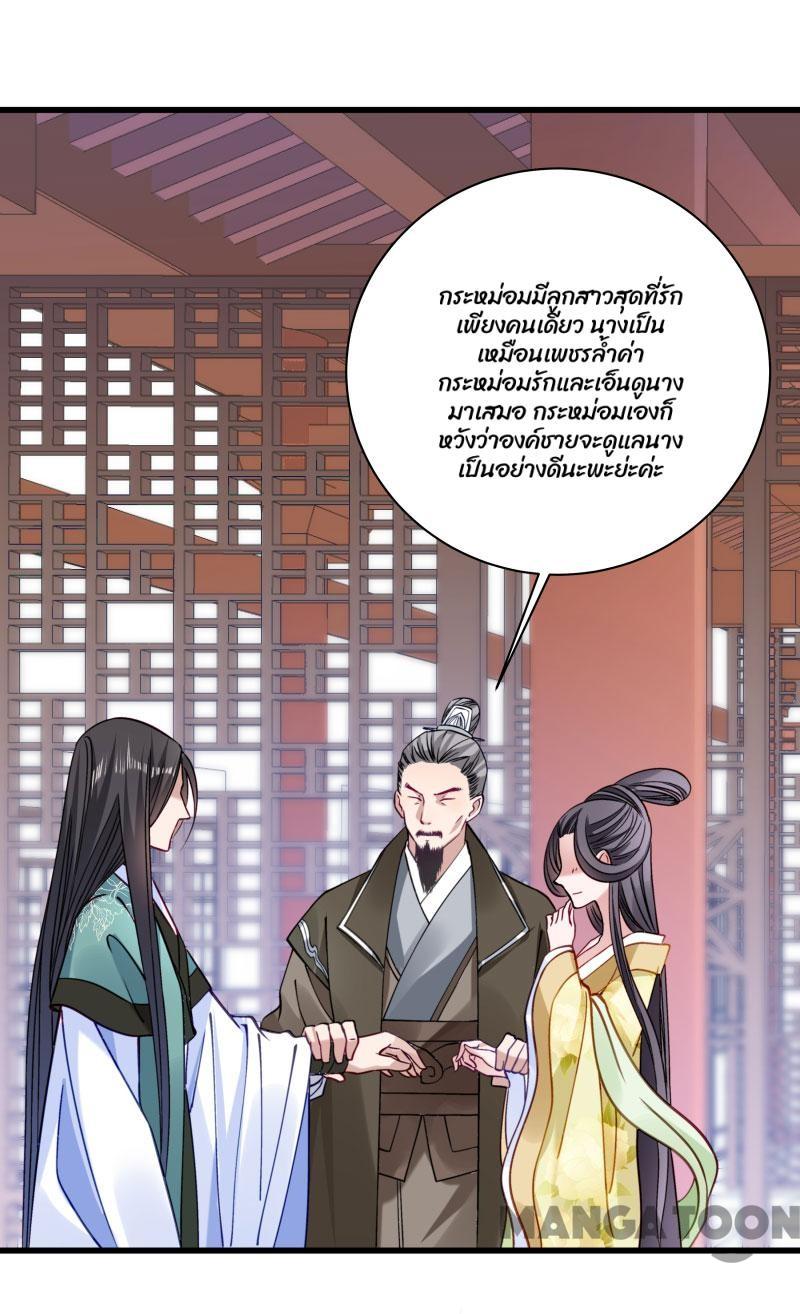 กระหม่อมมีลูกสาวสุดที่รัก
เพียงคนเดียว นางเป็น
เหมือนเพชรล้ำค่า
กระหม่อมรักและเอ็นดูนาง
มาเสมอ กระหม่อมเองก็
หวังว่าองค์ชายจะดูแลนาง
เป็นอย่างดีนะพะย่ะค่ะ
MANGATOON